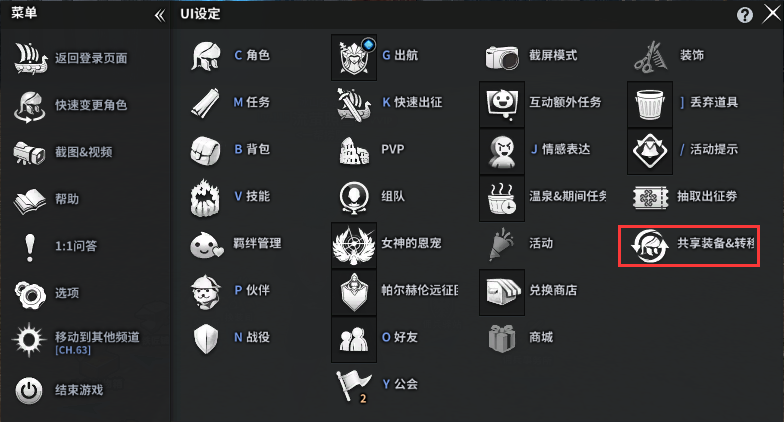 菜单
返回登录页面
快速变更角色
截图&视频
帮助
1:1问答
选项
移动到其他频道
[CH.63]
结束游戏
UI设定
C 角色
G 出航
截屏模式
装饰
M 任务
K 快速出征
互动额外任务
] 丢弃道具
B 背包
PVP
J 情感表达
/ 活动提示
V 技能
组队
温泉&期间任务
抽取出征券
羁绊管理
女神的恩宠
活动
共享装备&转移
P 伙伴
帕尔赫伦远征
兑换商店
N 战役
O 好友
商城
Y 公会
2